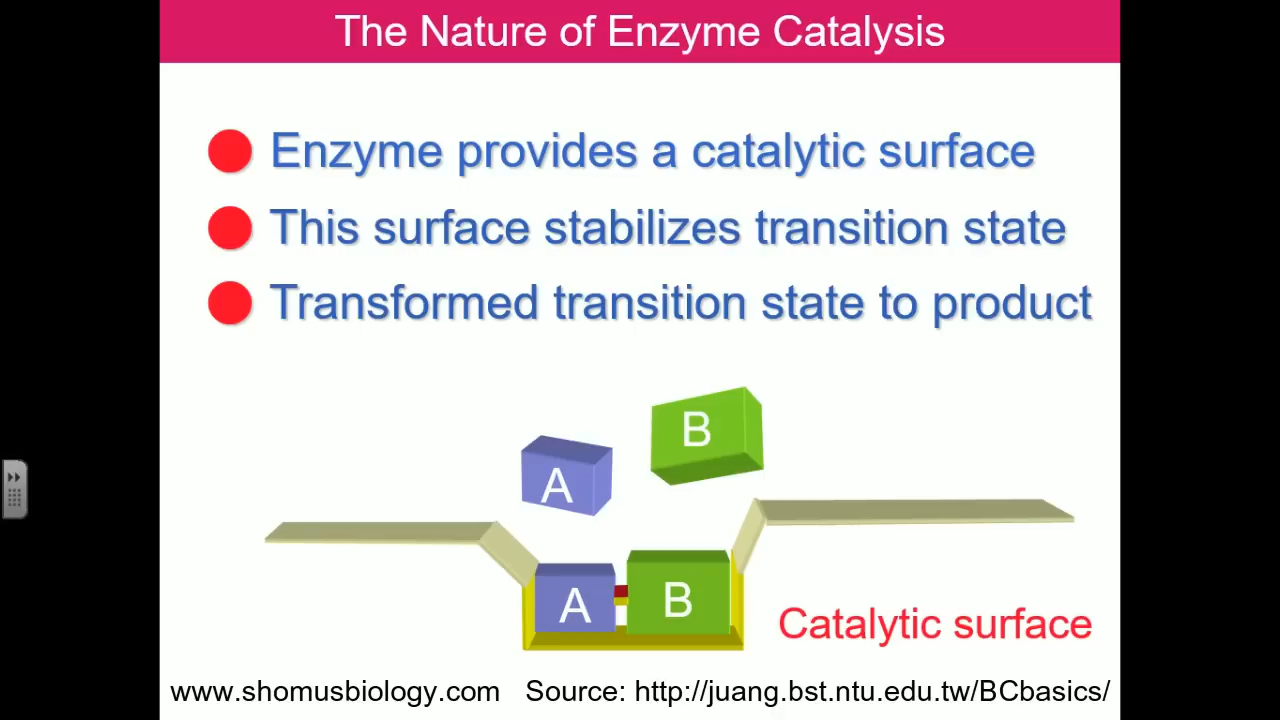 The Nature of Enzyme Catalysis
Enzyme provides a catalytic surface
This surface stabilizes transition state
Transformed transition state to product
B
A
A
B
Catalytic surface
www.shomusbiology.com Source: http://juang.bst.ntu.edu.tw/BCbasics/